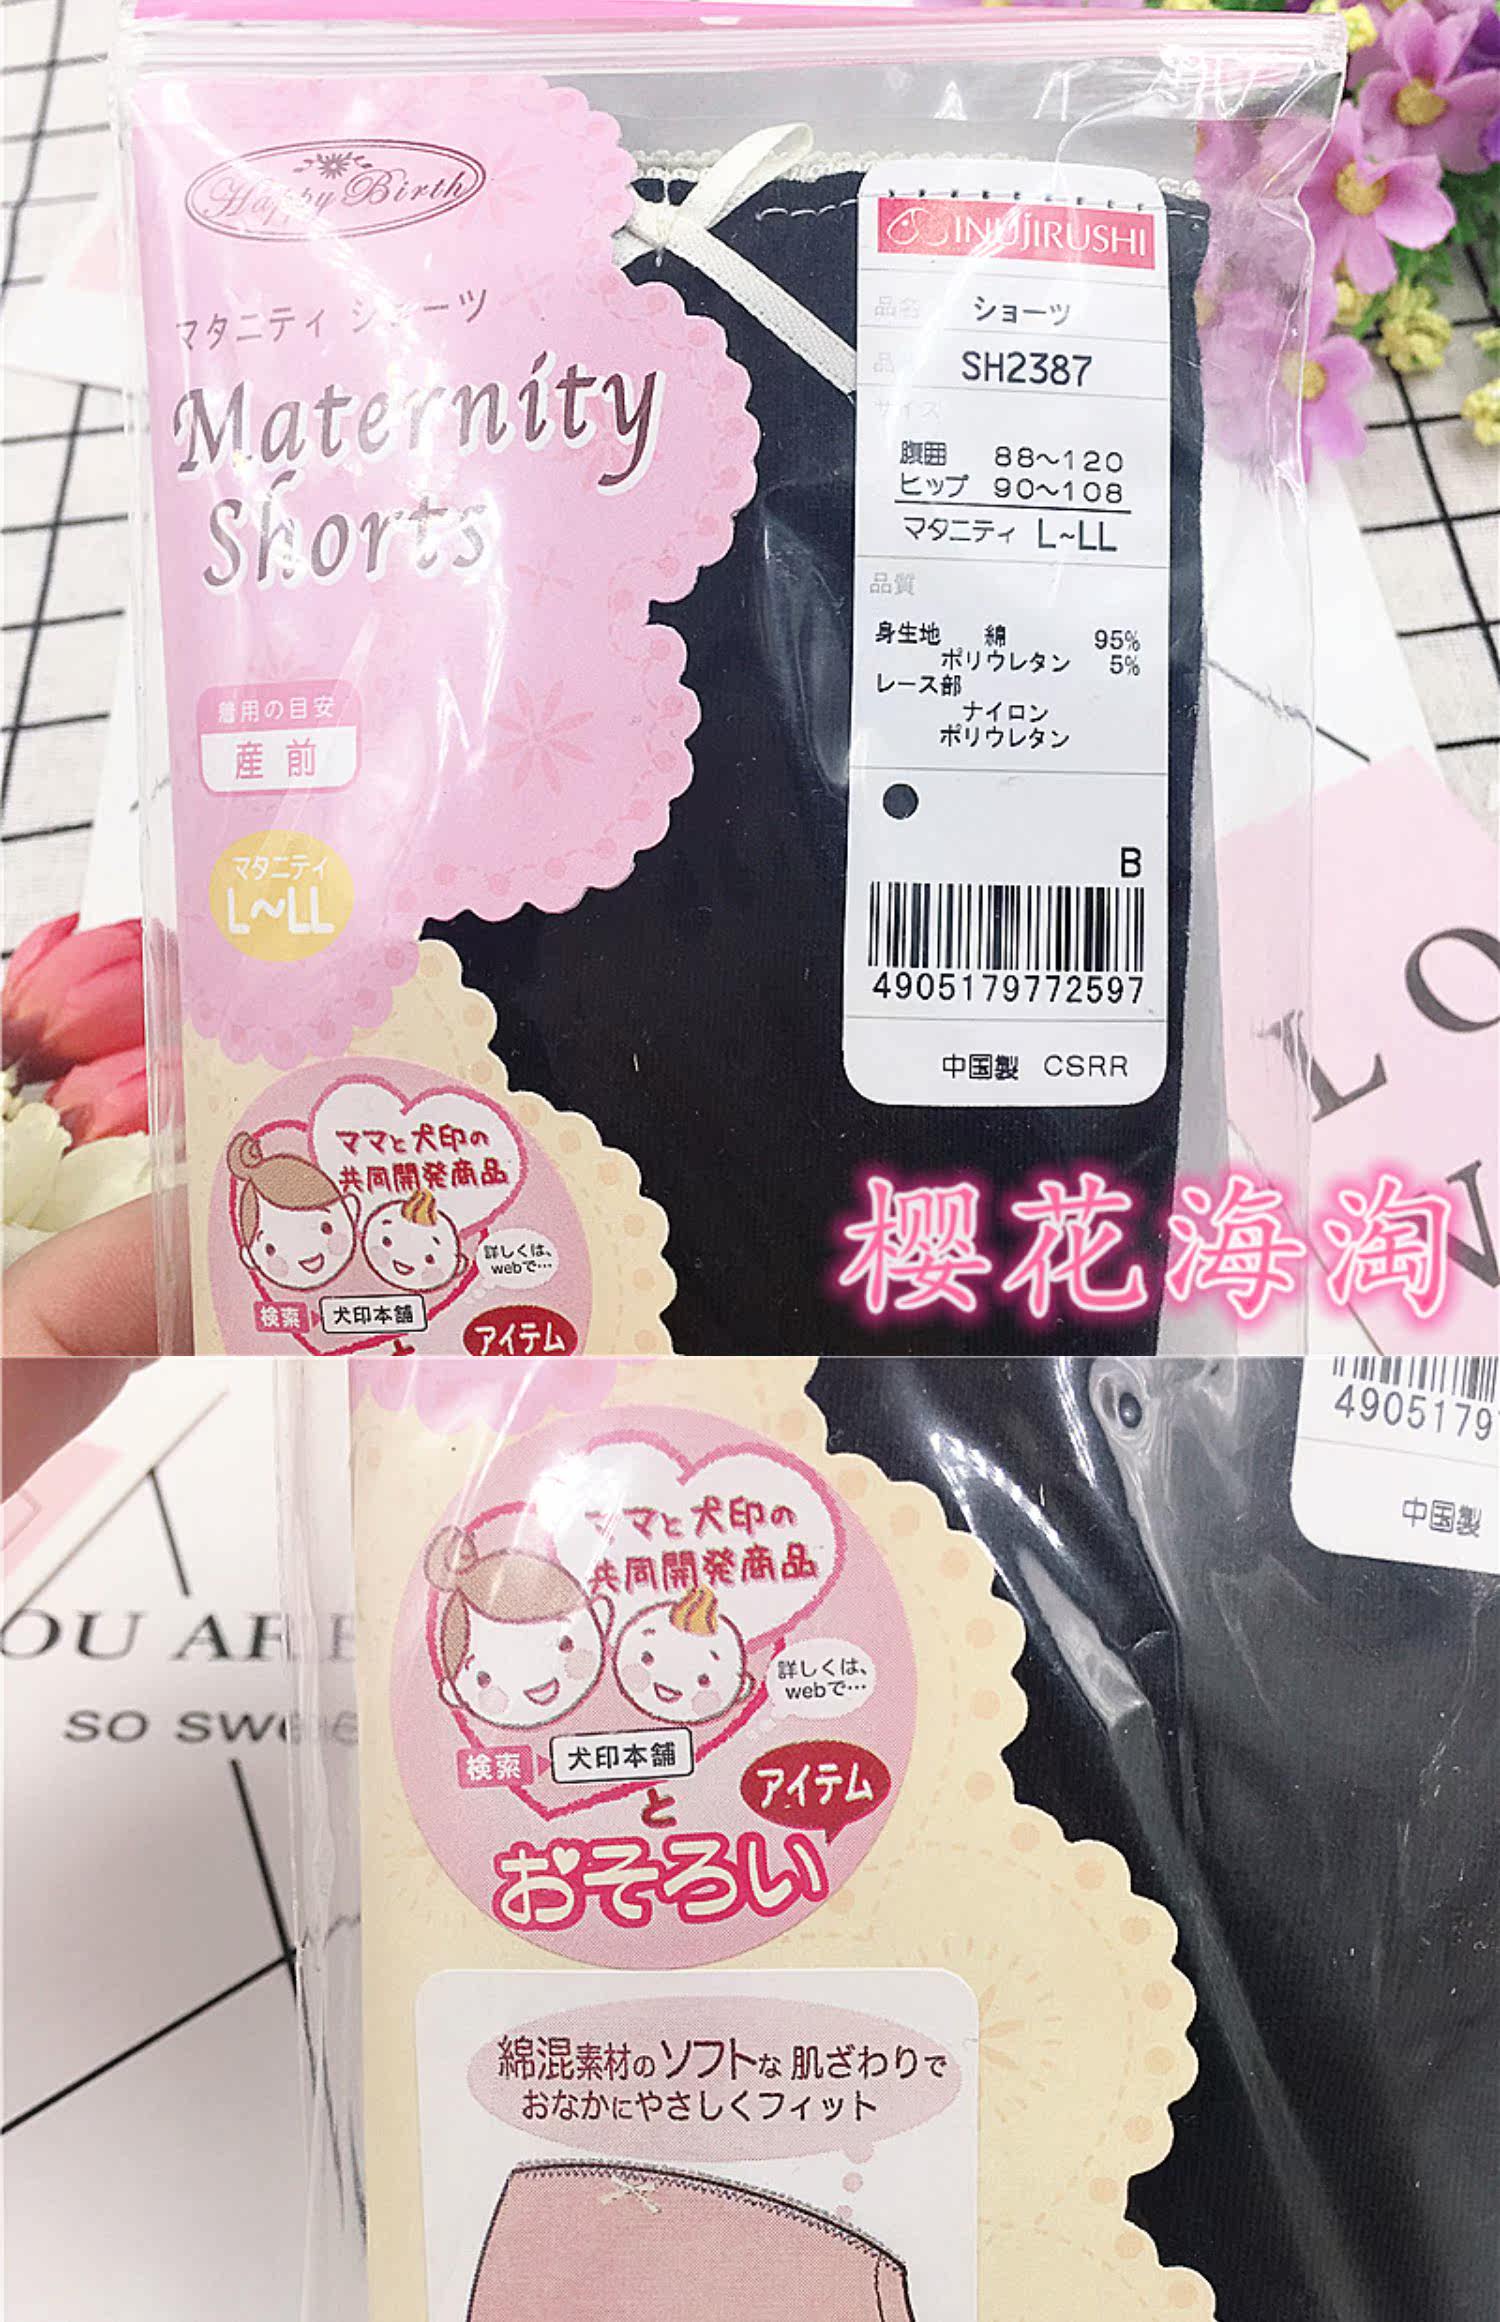 Happy Birth
マタニティ ショーツ
Maternity
Shorts
着用の目安
産前
マタニティ
L~LL
ママと犬印の
共同開発商品
詳しくは、
webで…
検索 犬印本舗
と
アイテム
INUJIRUSHI
品名 ショーツ
品 SH2387
サイズ
腹囲 88~120
ヒップ 90~108
マタニティ L~LL
品質
身生地 綿 95%
ポリウレタン 5%
レース部
ナイロン
ポリウレタン
B
4905179772597
中国製 CSRR
LO
V
樱花海淘
4905179
中国製
OU ARE
SO SWEE
ママと犬印の
共同開発商品
詳しくは、
webで…
検索 犬印本舗
と
アイテム
おそろい
綿混素材のソフトな肌ざわりで
おなかにやさしくフィット